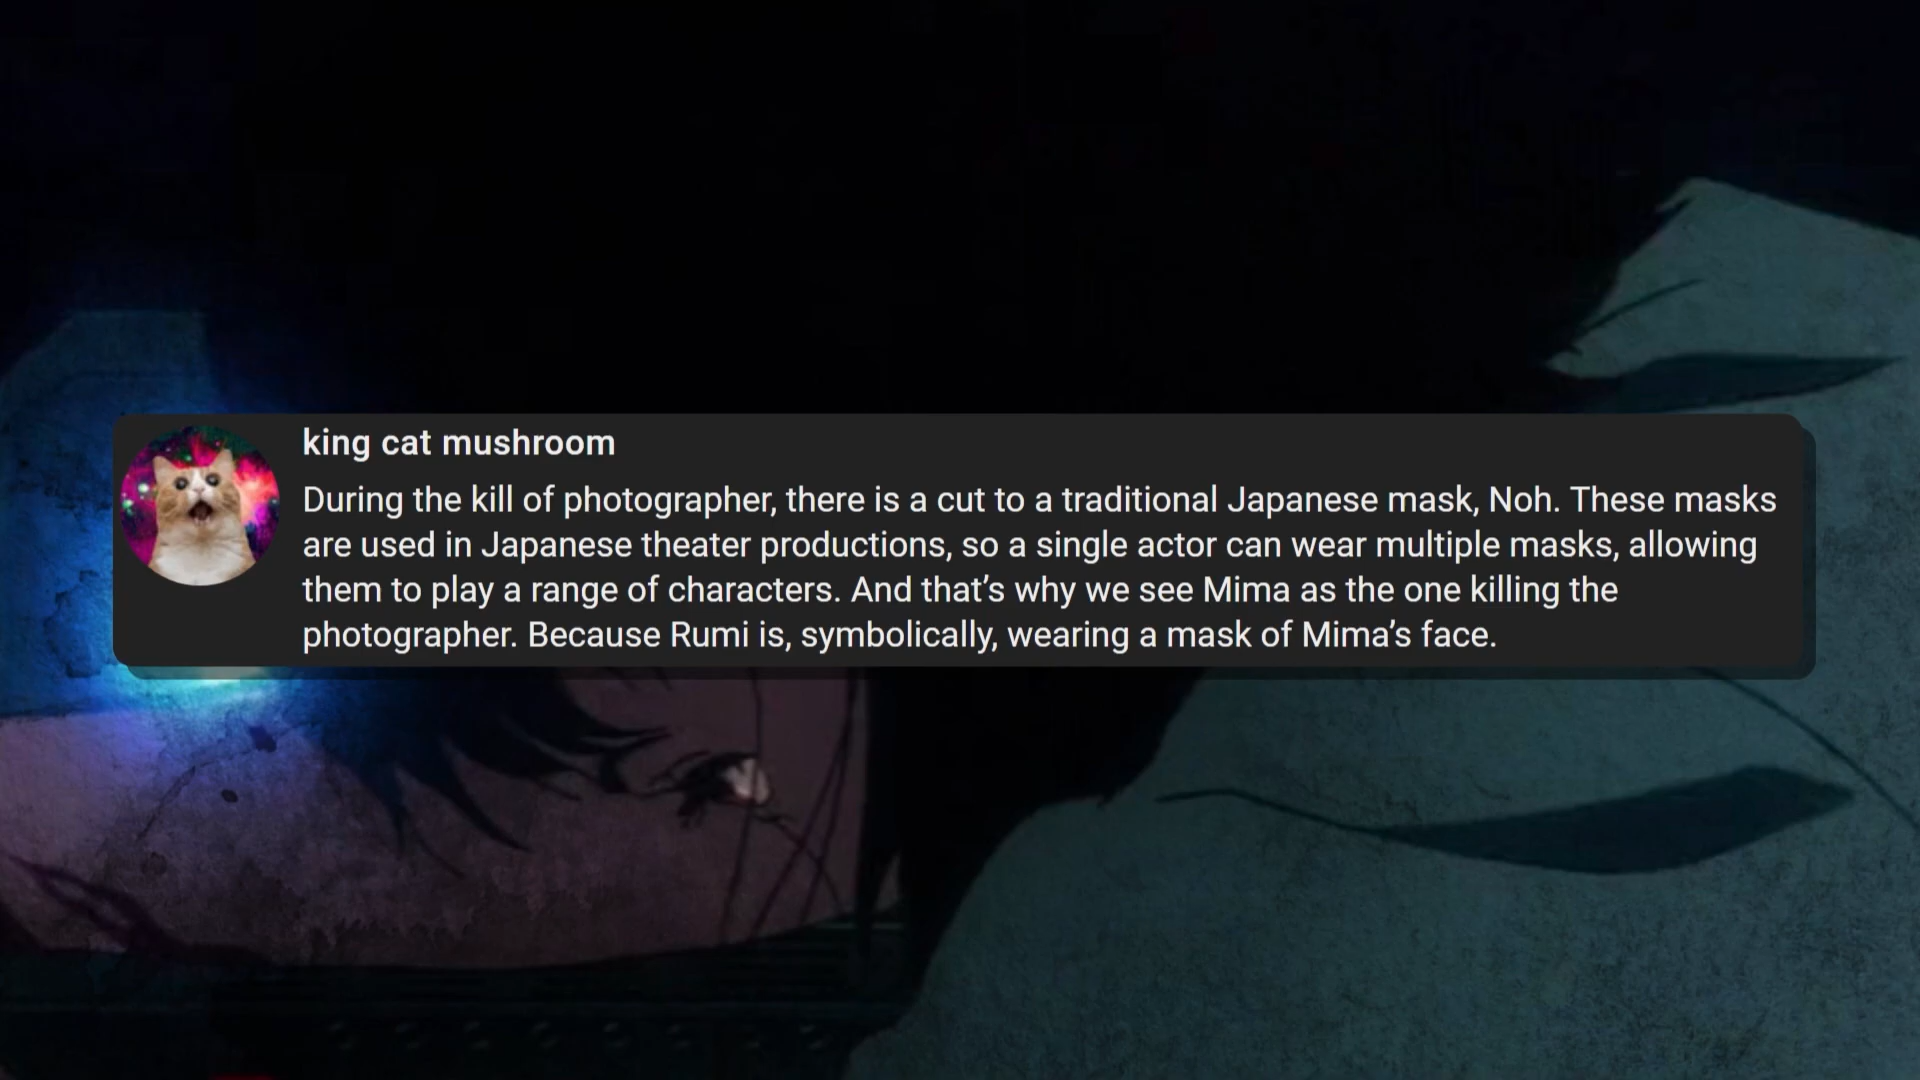 king cat mushroom
During the kill of photographer, there is a cut to a traditional Japanese mask, Noh. These masks
are used in Japanese theater productions, so a single actor can wear multiple masks, allowing
them to play a range of characters. And that’s why we see Mima as the one killing the
photographer. Because Rumi is, symbolically, wearing a mask of Mima’s face.